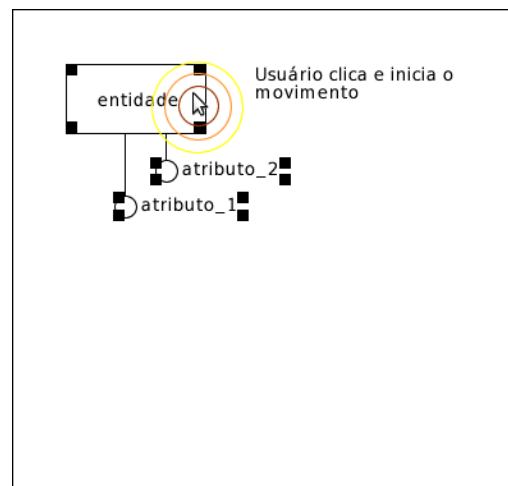 Usuário clica e inicia o
movimento
entidade
atributo_2
atributo_1